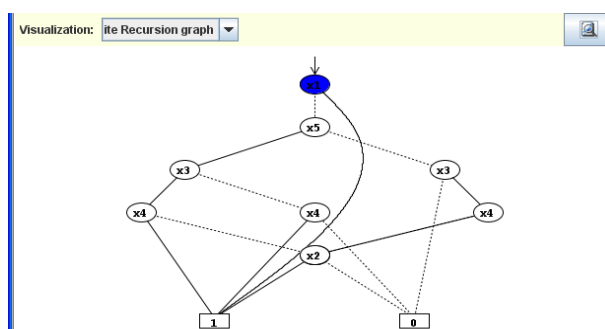 Visualization: ite Recursion graph
x1
x5
x3 x3
x4 x4 x4
x2
1 0